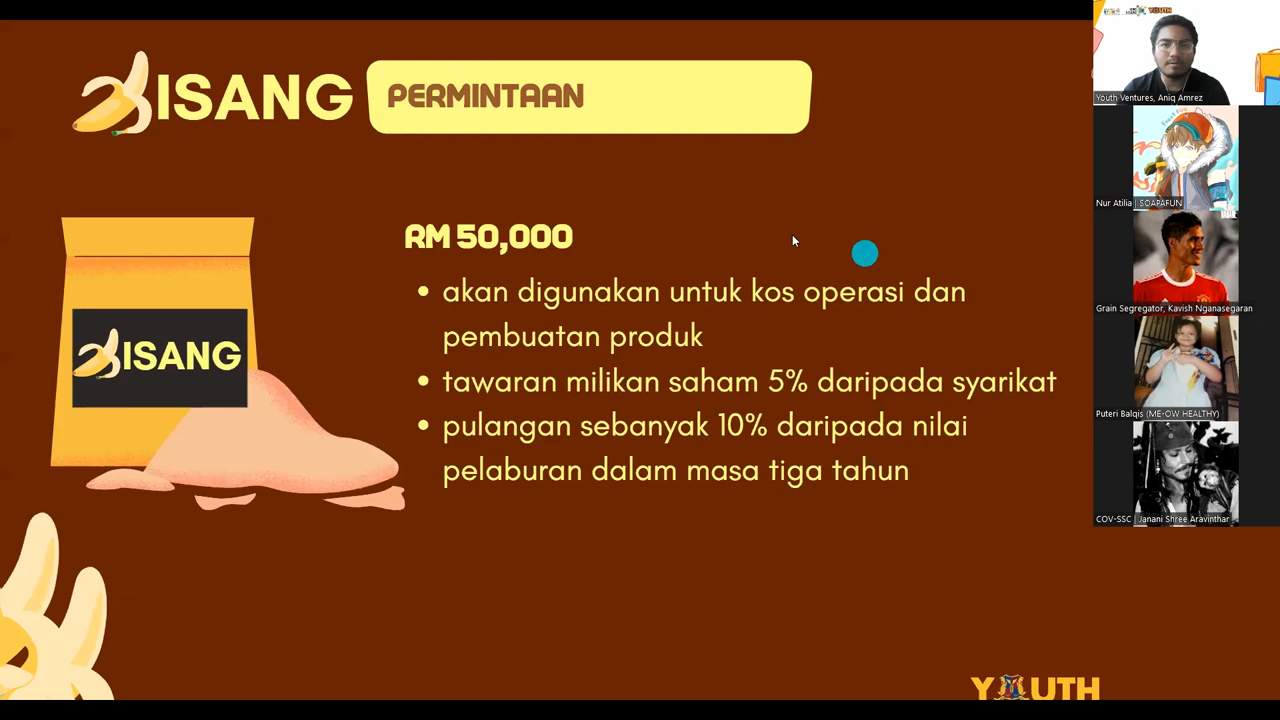 ISANG
PERMINTAAN
RM 50,000
akan digunakan untuk kos operasi dan
pembuatan produk
tawaran milikan saham 5% daripada syarikat
pulangan sebanyak 10% daripada nilai
pelaburan dalam masa tiga tahun
ISANG
YOUTH
YOUTH
Youth Ventures, Aniq Amrez
Nur Atilia | SOAPAFUN
Grain Segregator, Kavish Nganasegaran
Puteri Balqis (ME-OW HEALTHY)
COV-SSC | Janani Shree Aravinthar